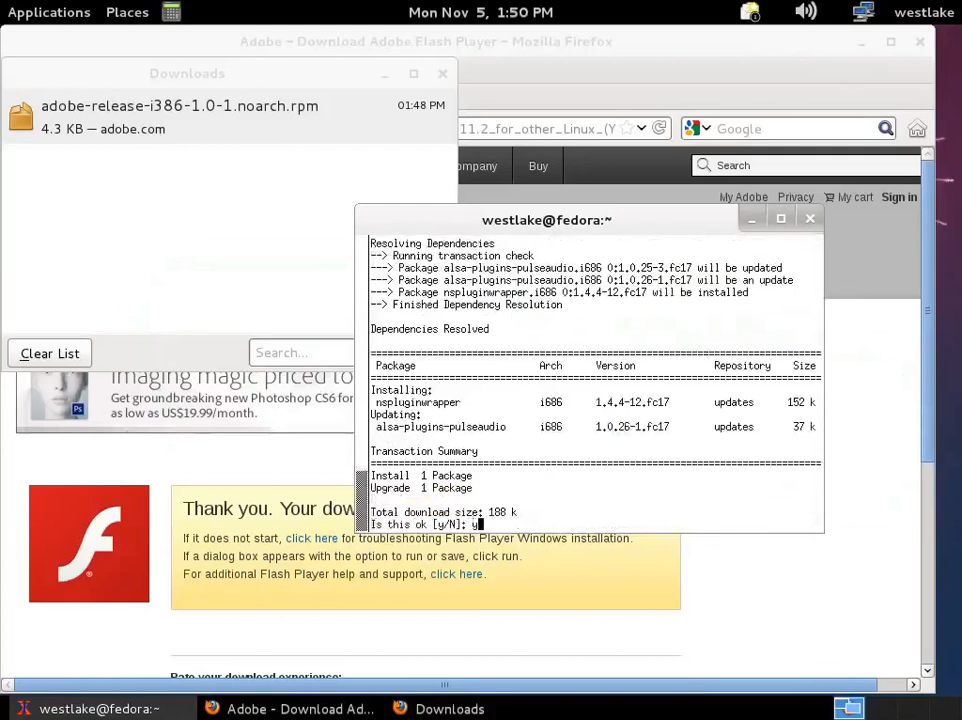 Applications Places Mon Nov 5, 1:50 PM westlake
Adobe - Download Adobe Flash Player - Mozilla Firefox
Downloads
adobe-release-i386-1.0-1.noarch.rpm 01:48 PM
4.3 KB — adobe.com
Clear List
Search...
11.2_for_other_Linux_(Y
Google
ompany Buy Search
My Adobe Privacy My cart Sign in
westlake@fedora:~
Resolving Dependencies
--> Running transaction check
---> Package alsa-plugins-pulseaudio.i686 0:1.0.25-3.fc17 will be updated
---> Package alsa-plugins-pulseaudio.i686 0:1.0.26-1.fc17 will be an update
---> Package nspluginwrapper.i686 0:1.4.4-12.fc17 will be installed
--> Finished Dependency Resolution
Dependencies Resolved
Package Arch Version Repository Size
Installing:
nspluginwrapper i686 1.4.4-12.fc17 updates 152 k
Updating:
alsa-plugins-pulseaudio i686 1.0.26-1.fc17 updates 37 k
Transaction Summary
Install 1 Package
Upgrade 1 Package
Total download size: 188 k
Is this ok [y/N]: y
Imaging magic priced to
Get groundbreaking new Photoshop CS6 for
as low as US$19.99/month.
Ps
Thank you.
If it does not start, click here for troubleshooting Flash Player Windows installation.
If a dialog box appears with the option to run or save, click run.
For additional Flash Player help and support, click here.
Rate your download experience:
westlake@fedora:~ Adobe - Download Ad... Downloads